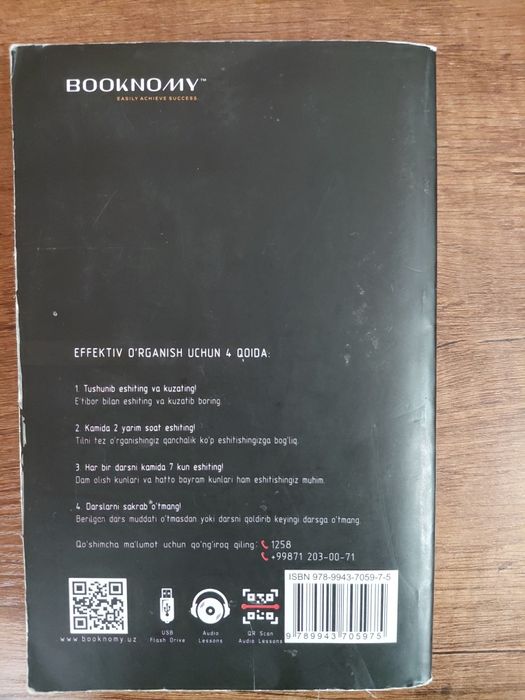 BOOKNOMY™
EASILY ACHIEVE SUCCESS
EFFEKTIV O'RGANISH UCHUN 4 QOIDA:
1. Tushunib eshiting va kuzating!
E'tibor bilan eshiting va kuzatib boring.
2. Kamida 2 yarim soat eshiting!
Tilni tez o'rganishingiz qanchalik ko'p eshitishingizga bog'liq.
3. Har bir darsni kamida 7 kun eshiting!
Dam olish kunlari va hatto bayram kunlari ham eshitishingiz muhim.
4. Darslarni sakrab o'tmang!
Berilgan dars muddati o'tmasdan yoki darsni qoldirib keyingi darsga o'tmang.
Qo'shimcha ma'lumot uchun qo'ng'iroq qiling: 1258
+99871 203-00-71
ISBN 978-9943-7059-7-5
9 789943 705975
www.booknomy.uz
USB
Flash Drive
Audio
Lessons
QR Scan
Audio Lessons